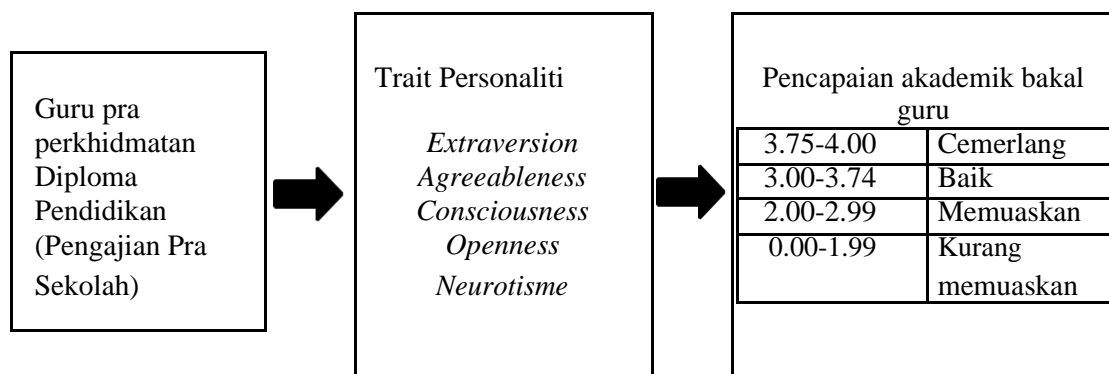 Guru pra
perkhidmatan
Diploma
Pendidikan
(Pengajian Pra
Sekolah)
Trait Personaliti
Extraversion
Agreeableness
Consciousness
Openness
Neurotisme
Pencapaian akademik bakal
guru
3.75-4.00 Cemerlang
3.00-3.74 Baik
2.00-2.99 Memuaskan
0.00-1.99 Kurang
memuaskan